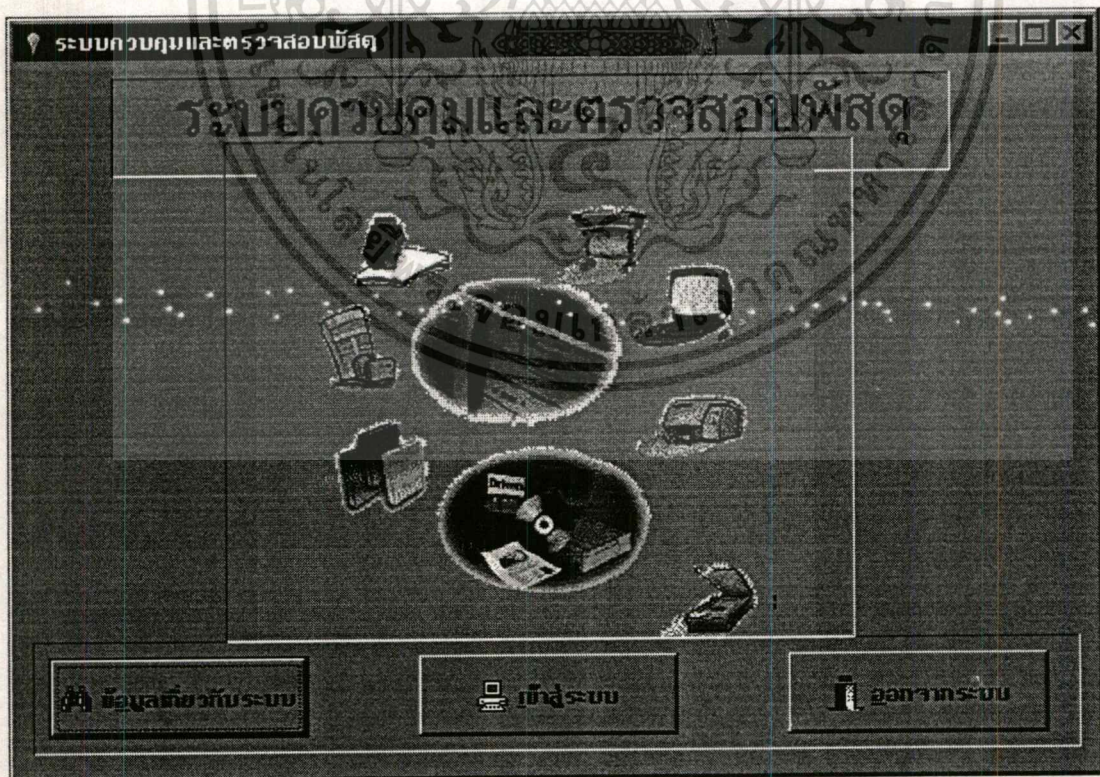 ระบบควบคุมและตรวจสอบพัสดุ
ระบบควบคุมและตรวจสอบพัสดุ
Drivers
ข้อมูลเกี่ยวกับระบบ
เข้าสู่ระบบ
ออกจากระบบ